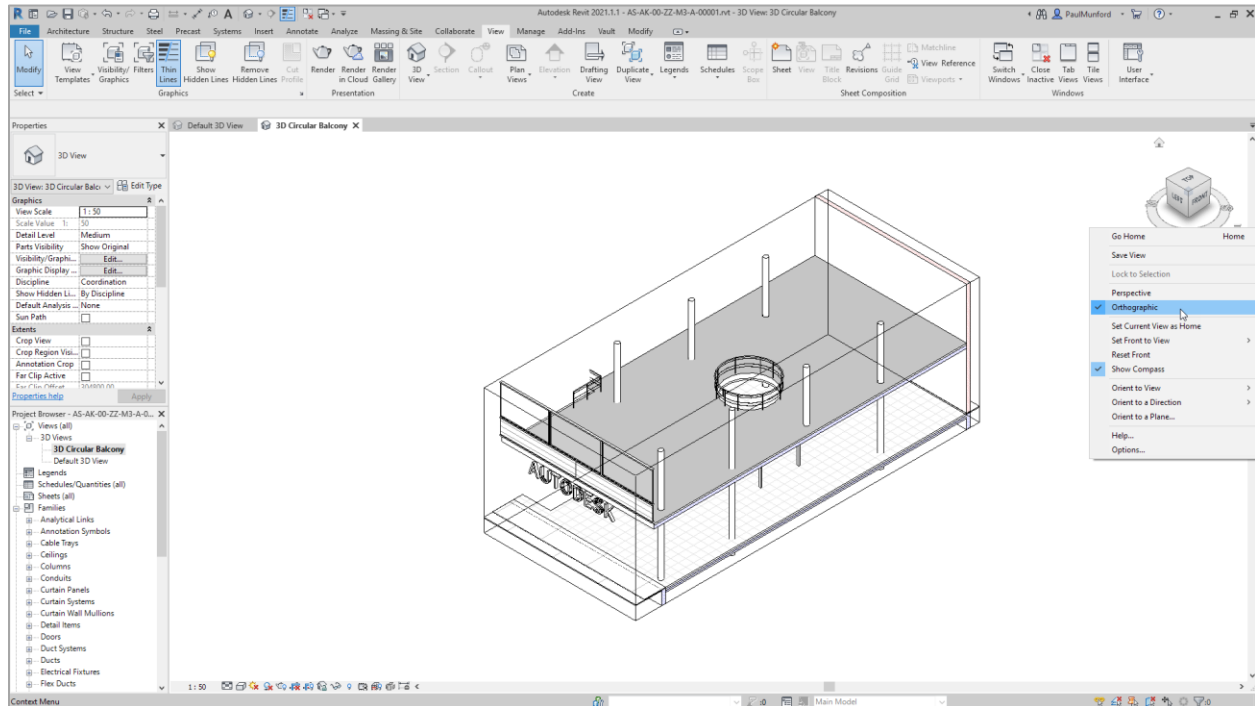 Autodesk Revit 2021.1.1 - AS-AK-00-ZZ-M3-A-00001.rvt - 3D View: 3D Circular Balcony
PaulMunford
File Architecture Structure Steel Precast Systems Insert Annotate Analyze Massing & Site Collaborate View Manage Add-Ins Vault Modify
Modify View Templates Visibility/ Graphics Filters Thin Lines Show Hidden Lines Remove Hidden Lines Cut Profile Render Render in Cloud Render Gallery 3D View Section Callout Plan Views Elevation Drafting View Duplicate View Legends Schedules Scope Box Sheet View Title Block Revisions Guide Grid Matchline View Reference Viewports Switch Windows Close Inactive Tab Views Tile Views User Interface
Select Graphics Presentation Create Sheet Composition Windows
Properties
Default 3D View
3D Circular Balcony
3D View
3D View: 3D Circular Balc
Edit Type
Graphics
View Scale 1 : 50
Scale Value 1: 50
Detail Level Medium
Parts Visibility Show Original
Visibility/Graphi... Edit...
Graphic Display ... Edit...
Discipline Coordination
Show Hidden Li... By Discipline
Default Analysis ... None
Sun Path
Extents
Crop View
Crop Region Visi...
Annotation Crop
Far Clip Active
Far Clip Offset 304800.00
Properties help
Apply
Project Browser - AS-AK-00-ZZ-M3-A-0...
Views (all)
3D Views
3D Circular Balcony
Default 3D View
Legends
Schedules/Quantities (all)
Sheets (all)
Families
Analytical Links
Annotation Symbols
Cable Trays
Ceilings
Columns
Conduits
Curtain Panels
Curtain Systems
Curtain Wall Mullions
Detail Items
Doors
Duct Systems
Ducts
Electrical Fixtures
Flex Ducts
AUTODESK
TOP
LEFT
FRONT
Go Home Home
Save View
Lock to Selection
Perspective
Orthographic
Set Current View as Home
Set Front to View
Reset Front
Show Compass
Orient to View
Orient to a Direction
Orient to a Plane...
Help...
Options...
1 : 50
Context Menu
:0
Main Model
:0